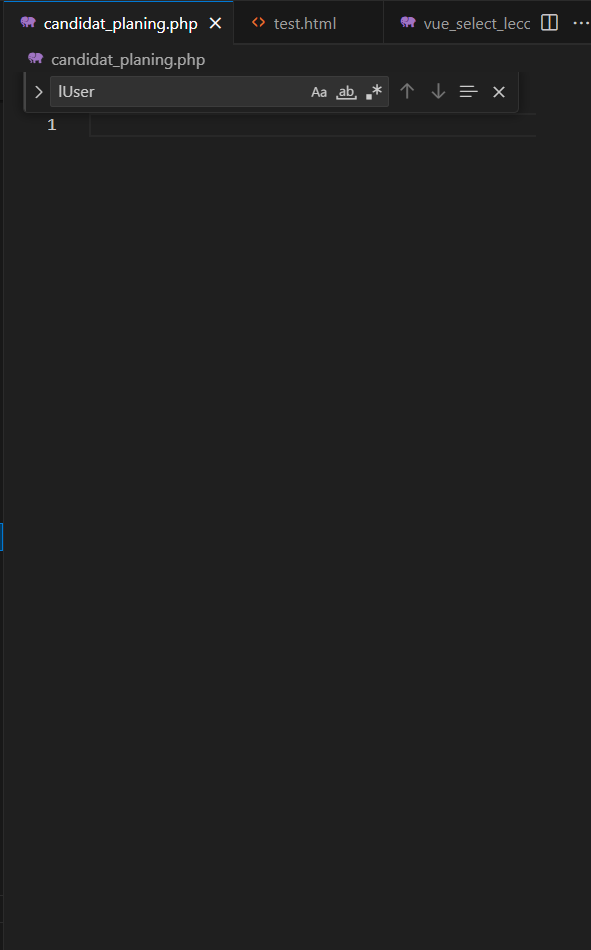 candidat_planing.php test.html vue_select_lecc
candidat_planing.php
lUser Aa ab
1